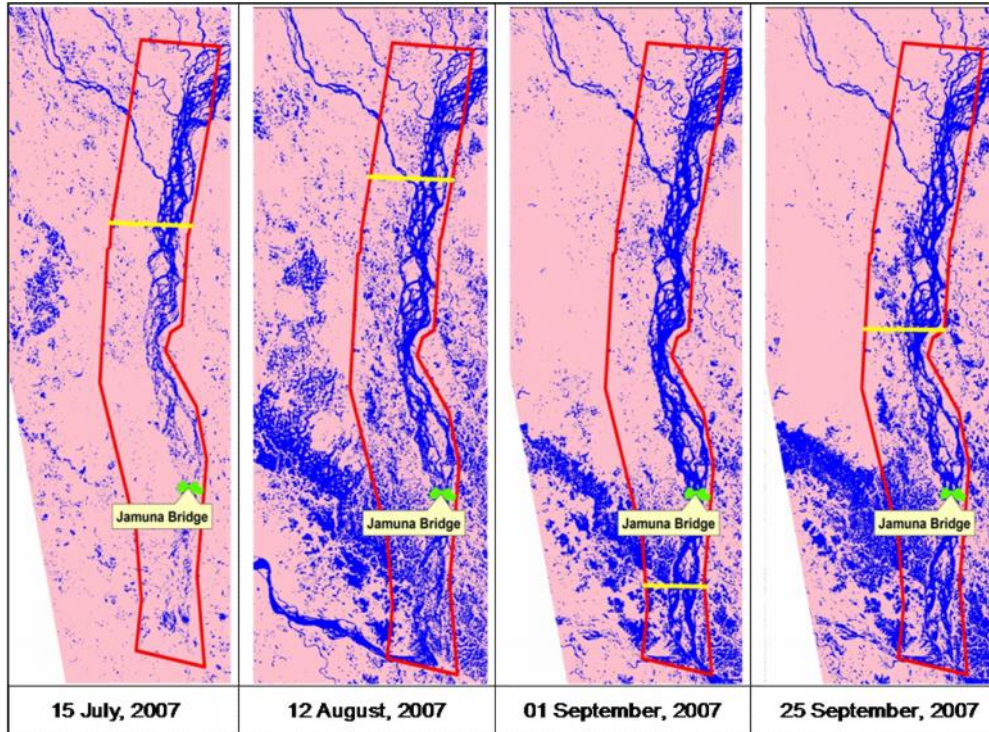 Jamuna Bridge
Jamuna Bridge
Jamuna Bridge
Jamuna Bridge
15 July, 2007
12 August, 2007
01 September, 2007
25 September, 2007